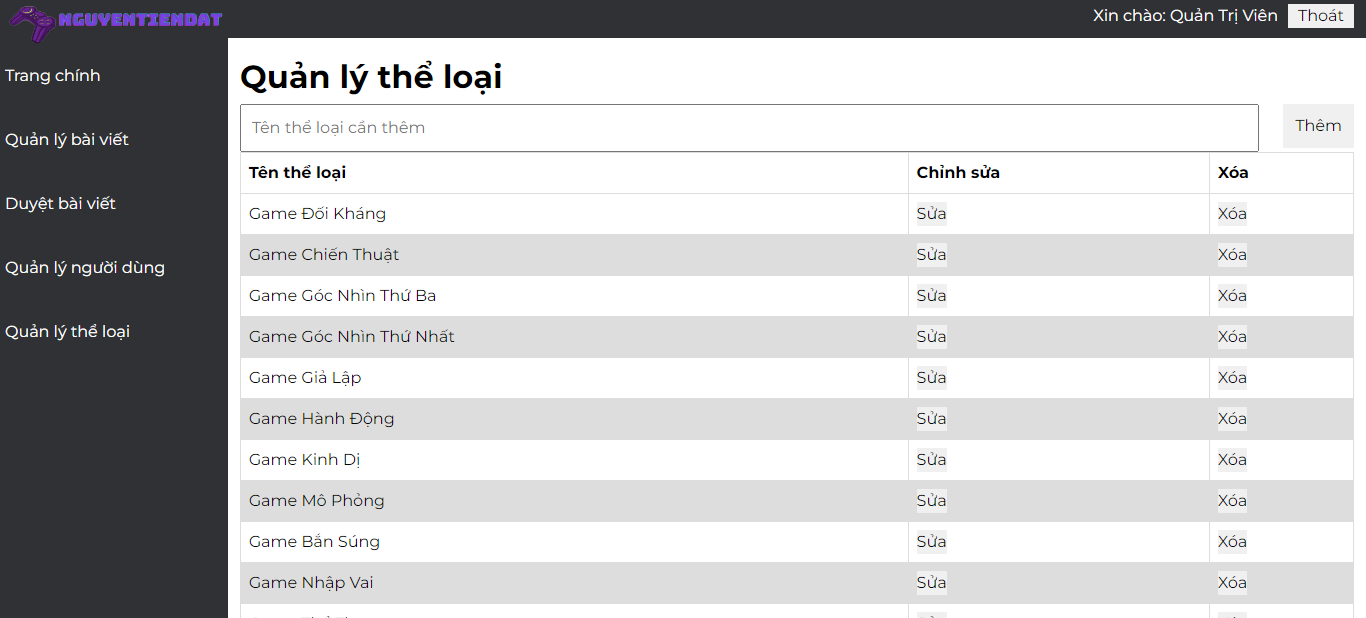 NGUYENTIENDAT
Xin chào: Quản Trị Viên Thoát
Trang chính
Quản lý bài viết
Duyệt bài viết
Quản lý người dùng
Quản lý thể loại
Quản lý thể loại
Tên thể loại cần thêm Thêm
Tên thể loại Chỉnh sửa Xóa
Game Đối Kháng Sửa Xóa
Game Chiến Thuật Sửa Xóa
Game Góc Nhìn Thứ Ba Sửa Xóa
Game Góc Nhìn Thứ Nhất Sửa Xóa
Game Giả Lập Sửa Xóa
Game Hành Động Sửa Xóa
Game Kinh Dị Sửa Xóa
Game Mô Phỏng Sửa Xóa
Game Bắn Súng Sửa Xóa
Game Nhập Vai Sửa Xóa